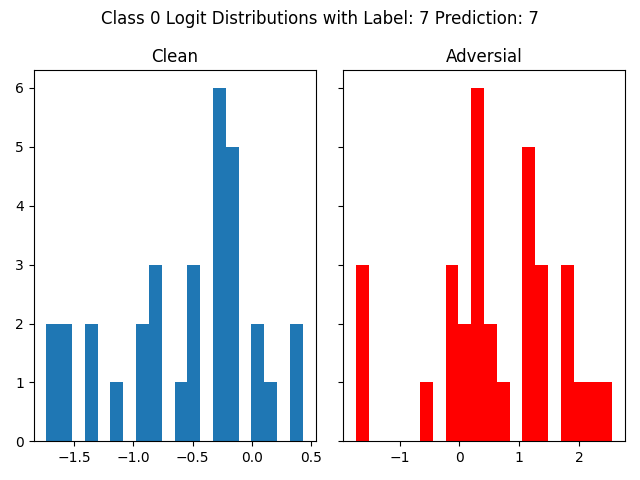 Class 0 Logit Distributions with Label: 7 Prediction: 7
Clean
Adversial
6
5
4
3
2
1
0
−1.5 −1.0 −0.5 0.0 0.5
−1 0 1 2